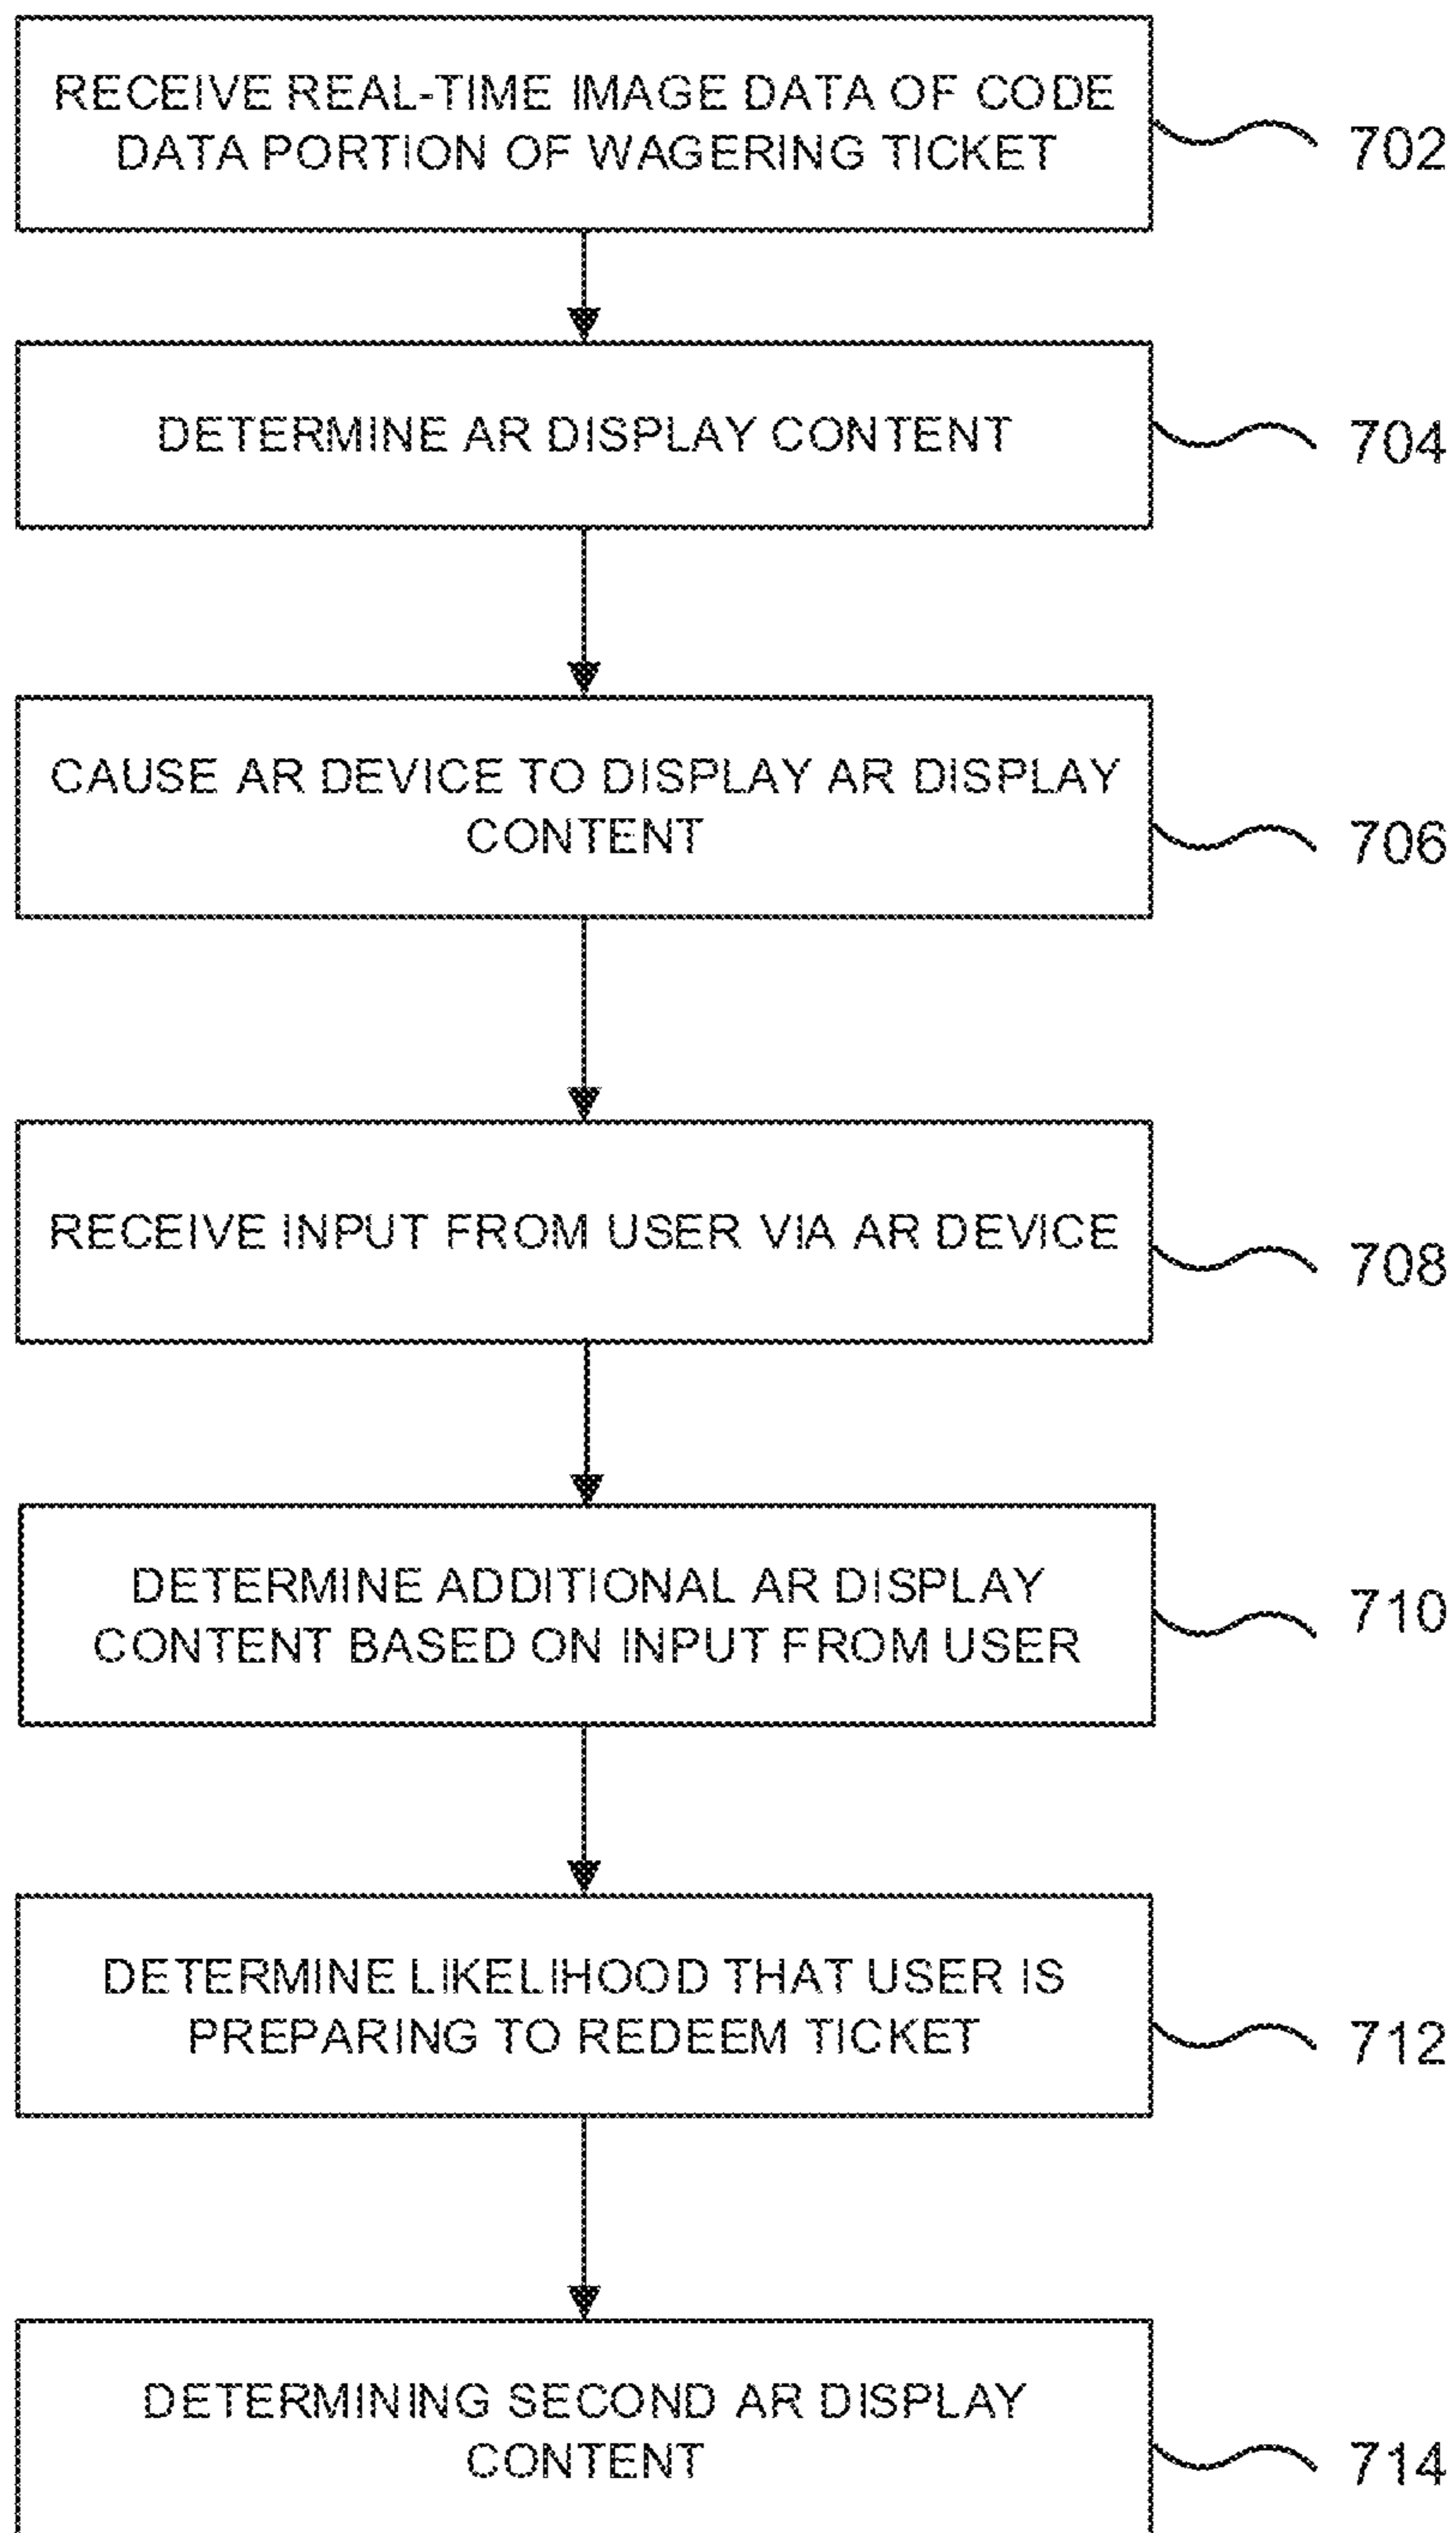 RECEIVE REAL-TIME IMAGE DATA OF CODE
DATA PORTION OF WAGERING TICKET
702
DETERMINE AR DISPLAY CONTENT
704
CAUSE AR DEVICE TO DISPLAY AR DISPLAY
CONTENT
706
RECEIVE INPUT FROM USER VIA AR DEVICE
708
DETERMINE ADDITIONAL AR DISPLAY
CONTENT BASED ON INPUT FROM USER
710
DETERMINE LIKELIHOOD THAT USER IS
PREPARING TO REDEEM TICKET
712
DETERMINING SECOND AR DISPLAY
CONTENT
714